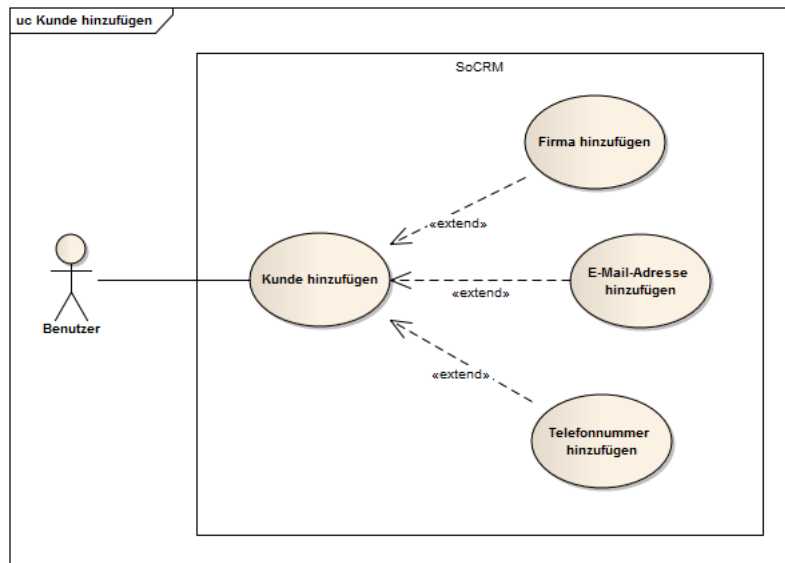 uc Kunde hinzufügen
SoCRM
Firma hinzufügen
«extend»
Kunde hinzufügen
E-Mail-Adresse
hinzufügen
«extend»
Benutzer
«extend»
Telefonnummer
hinzufügen